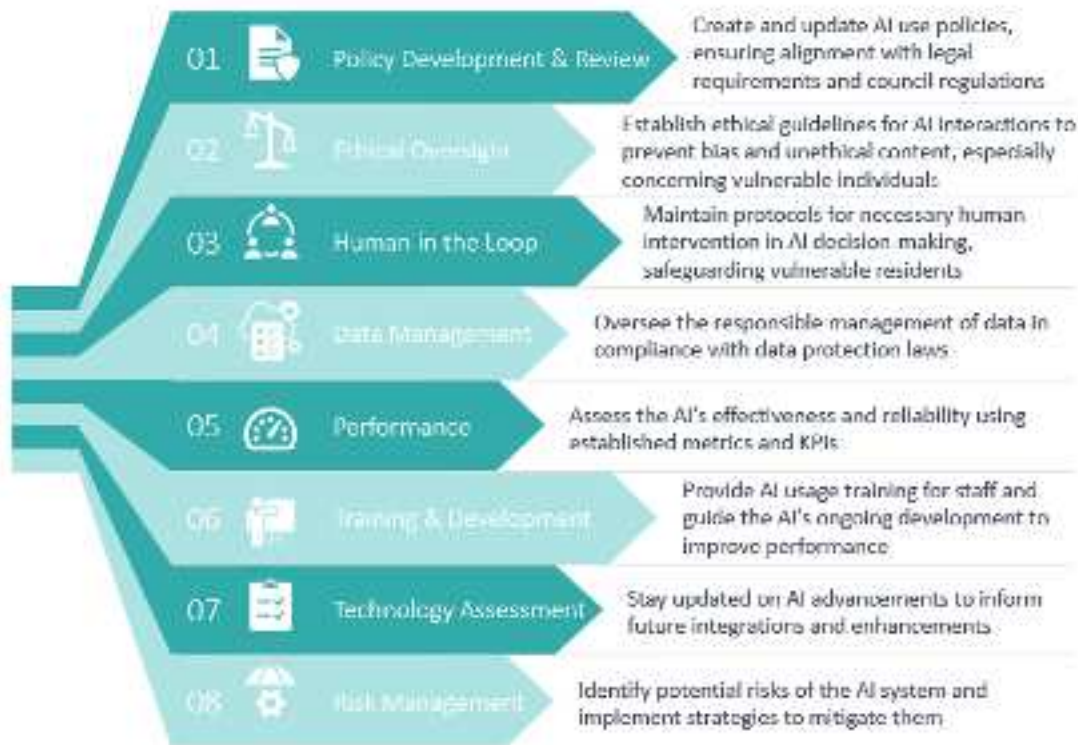 01 Policy Development & Review
Create and update AI use policies,
ensuring alignment with legal
requirements and council regulations
02 Ethical Oversight
Establish ethical guidelines for AI interactions to
prevent bias and unethical content, especially
concerning vulnerable individuals
03 Human in the Loop
Maintain protocols for necessary human
intervention in AI decision making,
safeguarding vulnerable residents
04 Data Management
Oversee the responsible management of data in
compliance with data protection laws
05 Performance
Assess the AI's effectiveness and reliability using
established metrics and KPIs
06 Training & Development
Provide AI usage training for staff and
guide the AI's ongoing development to
improve performance
07 Technology Assessment
Stay updated on AI advancements to inform
future integrations and enhancements
08 Risk Management
Identify potential risks of the AI system and
implement strategies to mitigate them